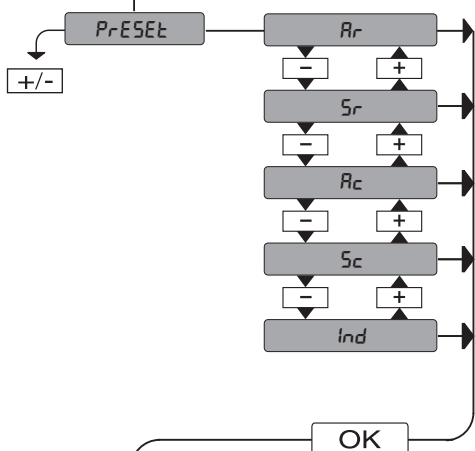 PrESEt
Ar
+/-
- +
Sr
- +
Ac
- +
Sc
- +
Ind
OK